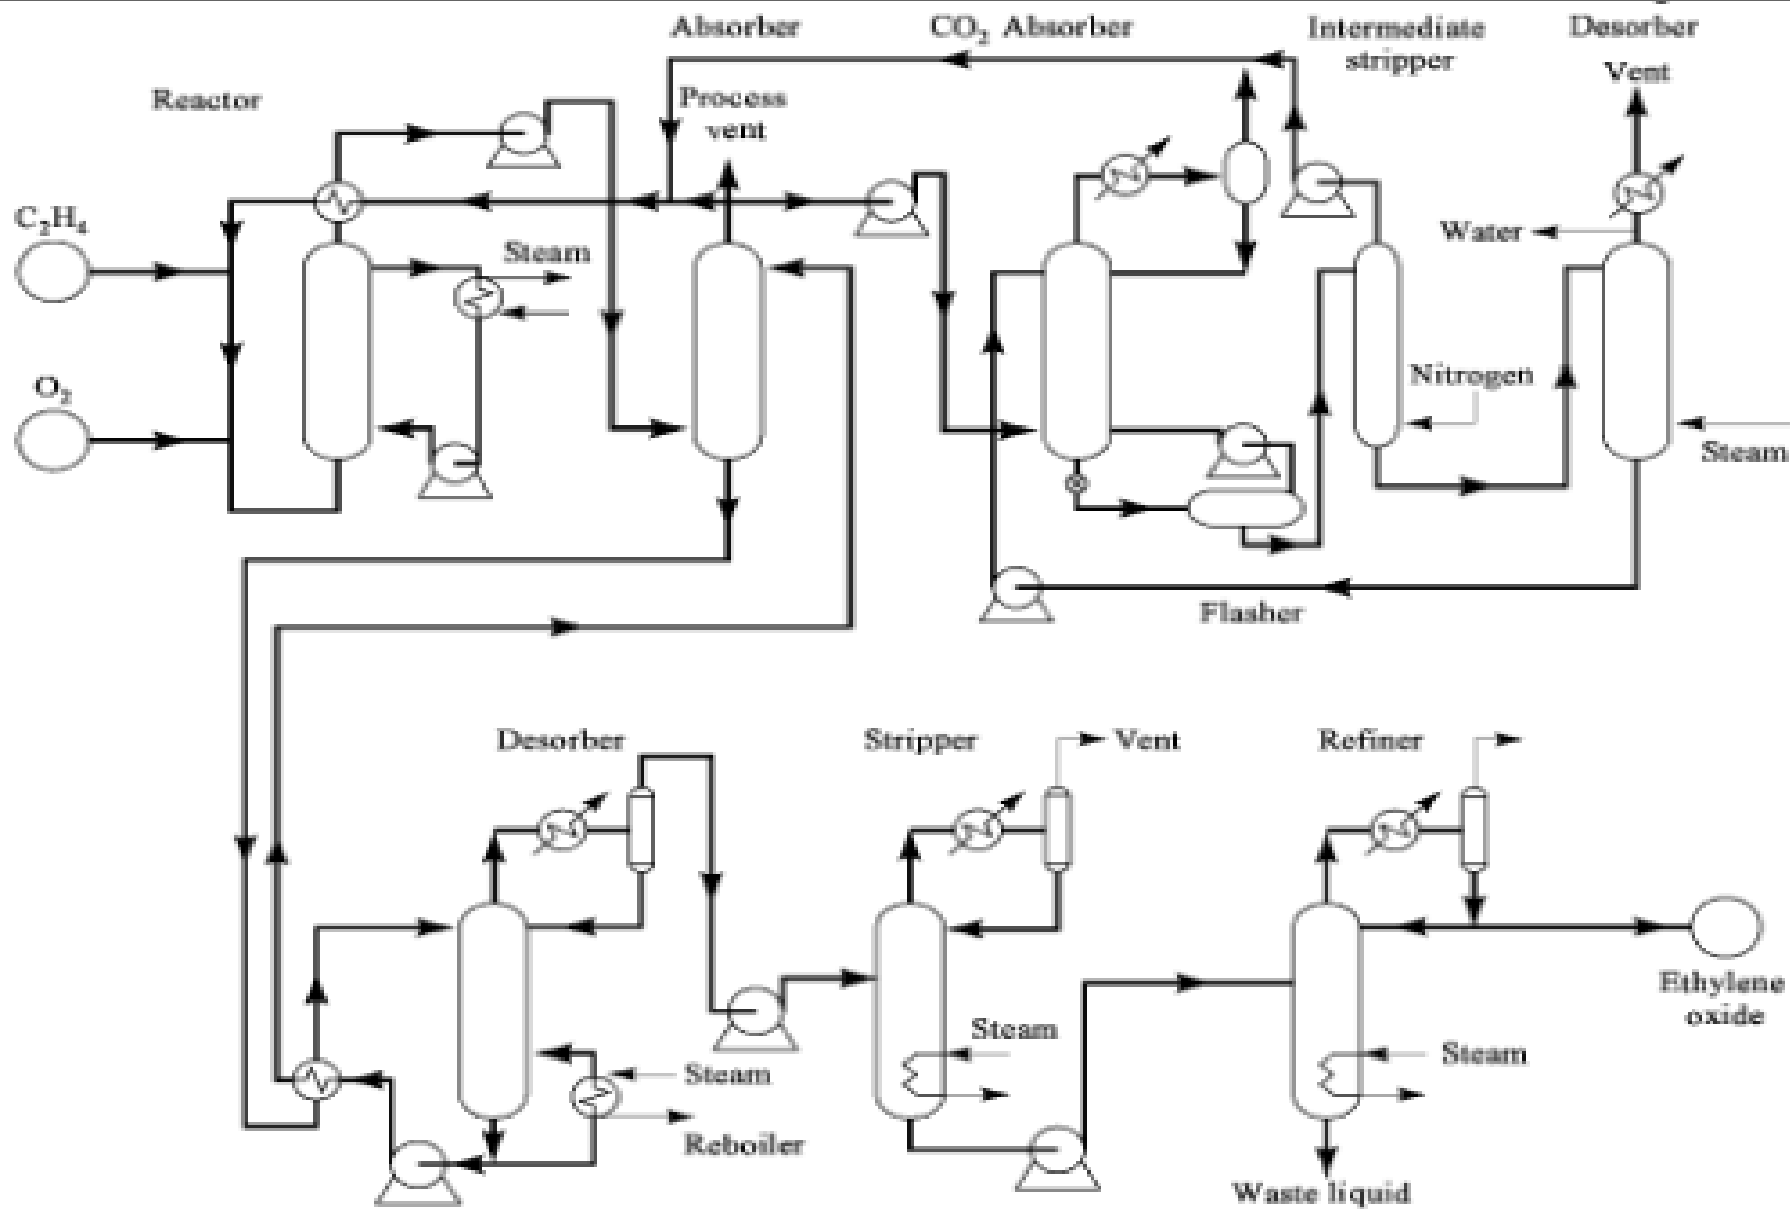 Absorber
CO₂ Absorber
Intermediate
stripper
Desorber
Vent
Reactor
Process
vent
C₂H₄
Steam
Water
O₂
Nitrogen
Steam
Flasher
Desorber
Stripper
Vent
Refiner
Ethylene
oxide
Steam
Steam
Steam
Reboiler
Waste liquid